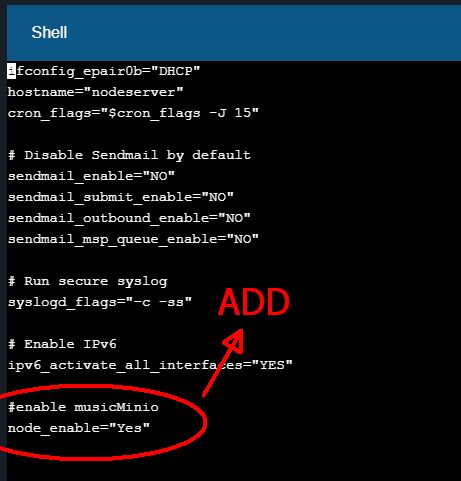 Shell
ifconfig_epair0b="DHCP"
hostname="nodeserver"
cron_flags="$cron_flags -J 15"
# Disable Sendmail by default
sendmail_enable="NO"
sendmail_submit_enable="NO"
sendmail_outbound_enable="NO"
sendmail_msp_queue_enable="NO"
# Run secure syslog
syslogd_flags="-c -ss"
ADD
# Enable IPv6
ipv6_activate_all_interfaces="YES"
#enable musicMinio
node_enable="Yes"